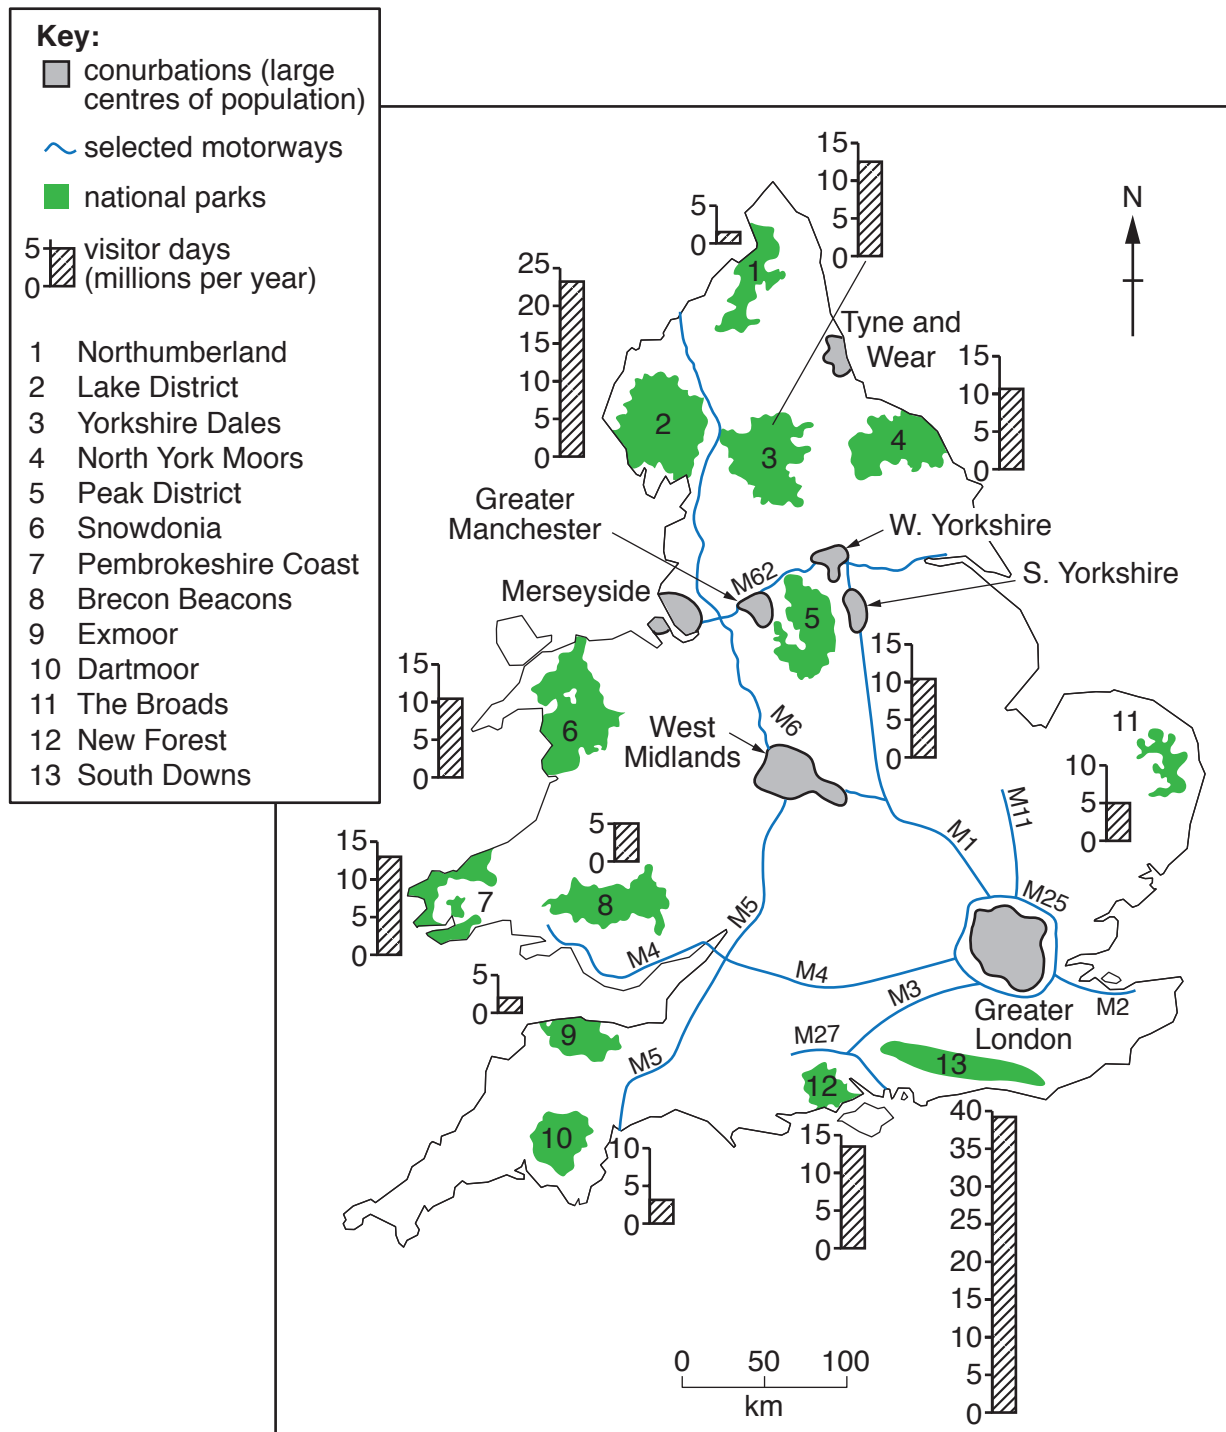 Key:
conurbations (large
centres of population)
selected motorways
national parks
5
0
visitor days
(millions per year)
1 Northumberland
2 Lake District
3 Yorkshire Dales
4 North York Moors
5 Peak District
6 Snowdonia
7 Pembrokeshire Coast
8 Brecon Beacons
9 Exmoor
10 Dartmoor
11 The Broads
12 New Forest
13 South Downs
15
10
5
0
N
5
0
1
25
20
15
10
5
0
Tyne and
Wear
15
10
5
0
2
3
4
Greater
Manchester
W. Yorkshire
S. Yorkshire
Merseyside
M62
5
15
10
5
0
15
10
5
0
6
West
Midlands
M6
11
10
5
0
M11
M1
15
10
5
0
7
5
0
8
M5
M25
M4
M4
M3
M2
Greater
London
5
0
9
M5
M27
12
13
10
10
5
0
15
10
5
0
40
35
30
25
20
15
10
5
0
0 50 100
km